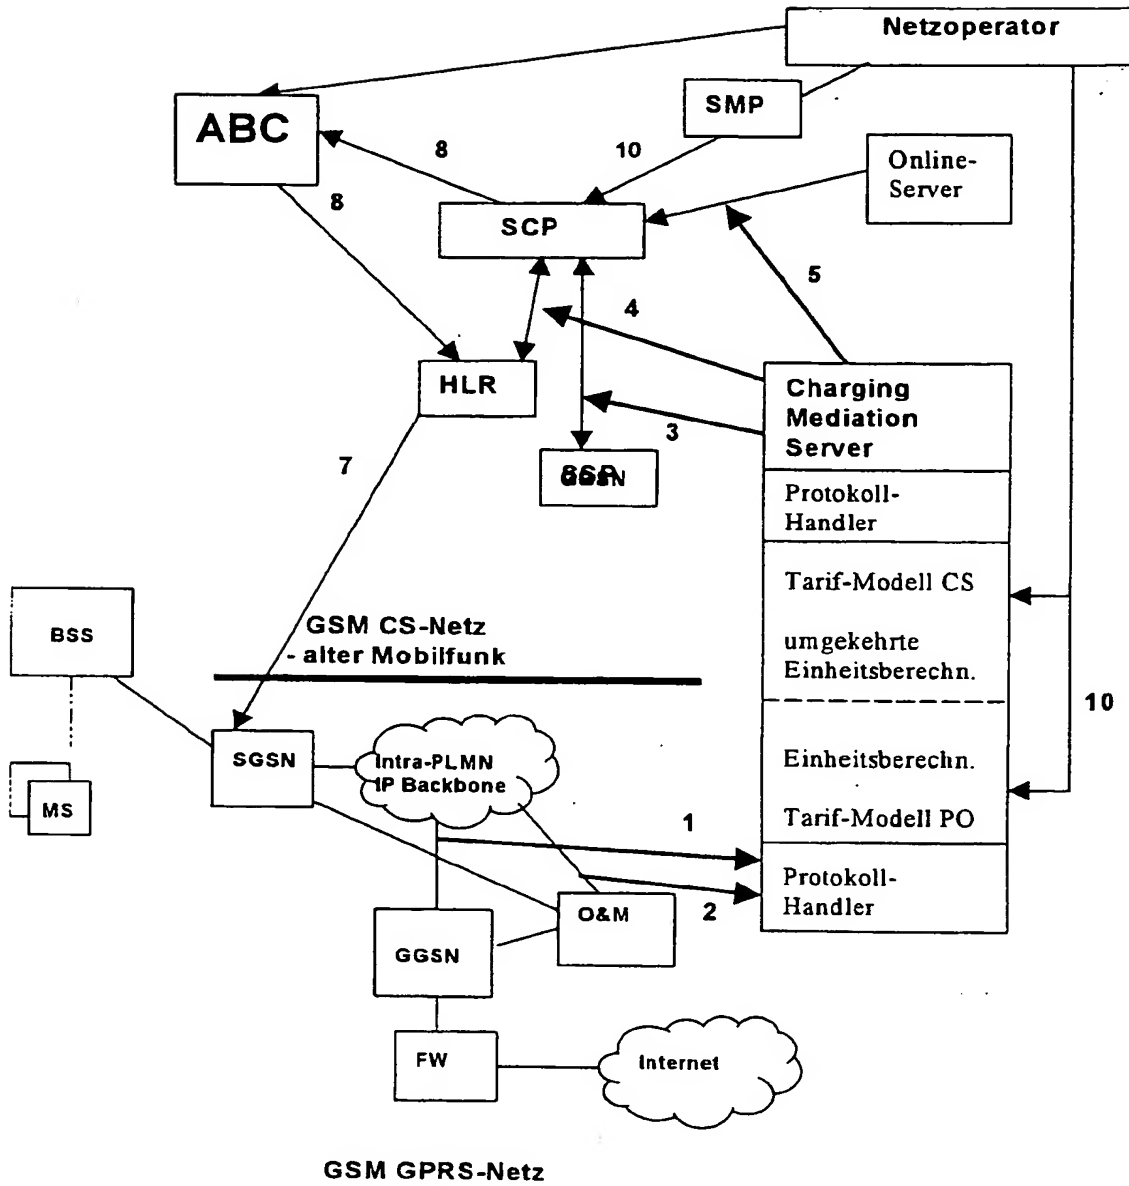 Netzoperator
SMP
ABC
Online-
Server
8
10
8
SCP
5
4
HLR
Charging
Mediation
Server
3
7
Protokoll-
Handler
Tarif-Modell CS
BSS
GSM CS-Netz
- alter Mobilfunk
umgekehrte
Einheitsberechn.
10
SGSN
Intra-PLMN
IP Backbone
Einheitsberechn.
MS
1
Tarif-Modell PO
Protokoll-
Handler
2
O&M
GGSN
FW
Internet
GSM GPRS-Netz